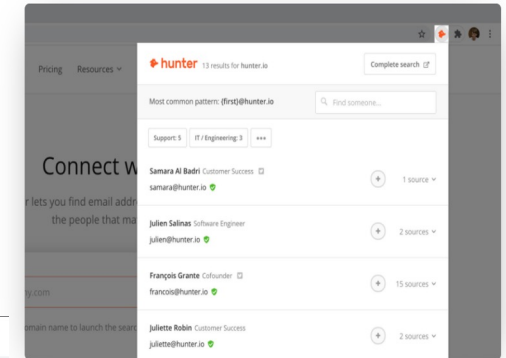 hunter 13 results for hunter.io
Complete search
Pricing Resources
Most common pattern: {first}@hunter.io
Find someone...
Support: 5 IT / Engineering: 3
Connect w
Samara Al Badri Customer Success
samara@hunter.io
1 source
r lets you find email addr
the people that ma
Julien Salinas Software Engineer
julien@hunter.io
2 sources
François Grante Cofounder
francois@hunter.io
15 sources
ny.com
Juliette Robin Customer Success
juliette@hunter.io
2 sources
omain name to launch the searc